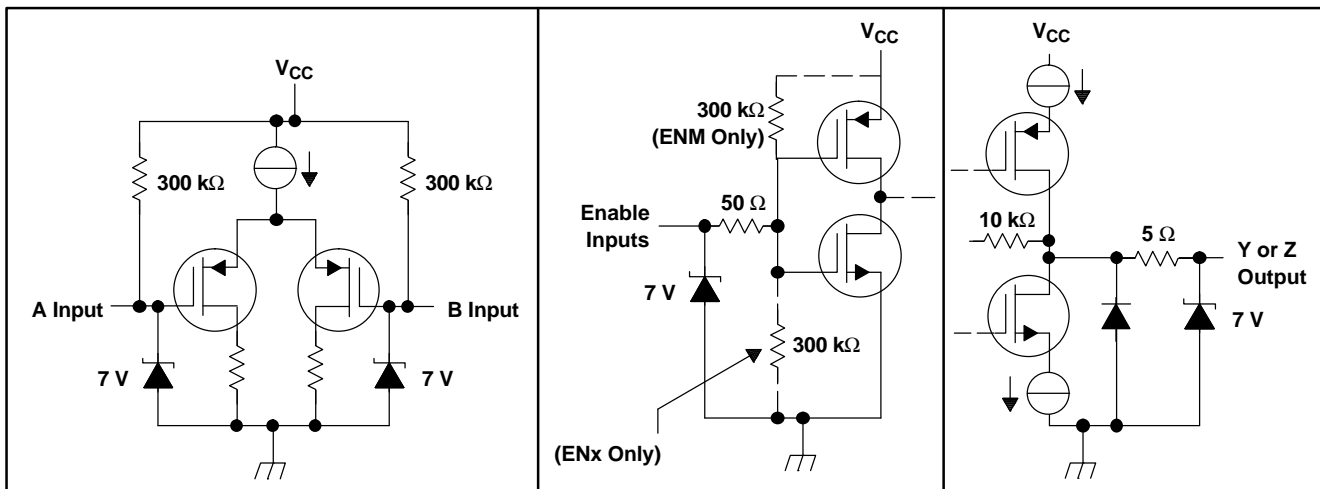 VCC
300 kΩ
300 kΩ
A Input
B Input
7 V
7 V
VCC
300 kΩ
(ENM Only)
50 Ω
Enable
Inputs
7 V
300 kΩ
(ENx Only)
VCC
10 kΩ
5 Ω
Y or Z
Output
7 V